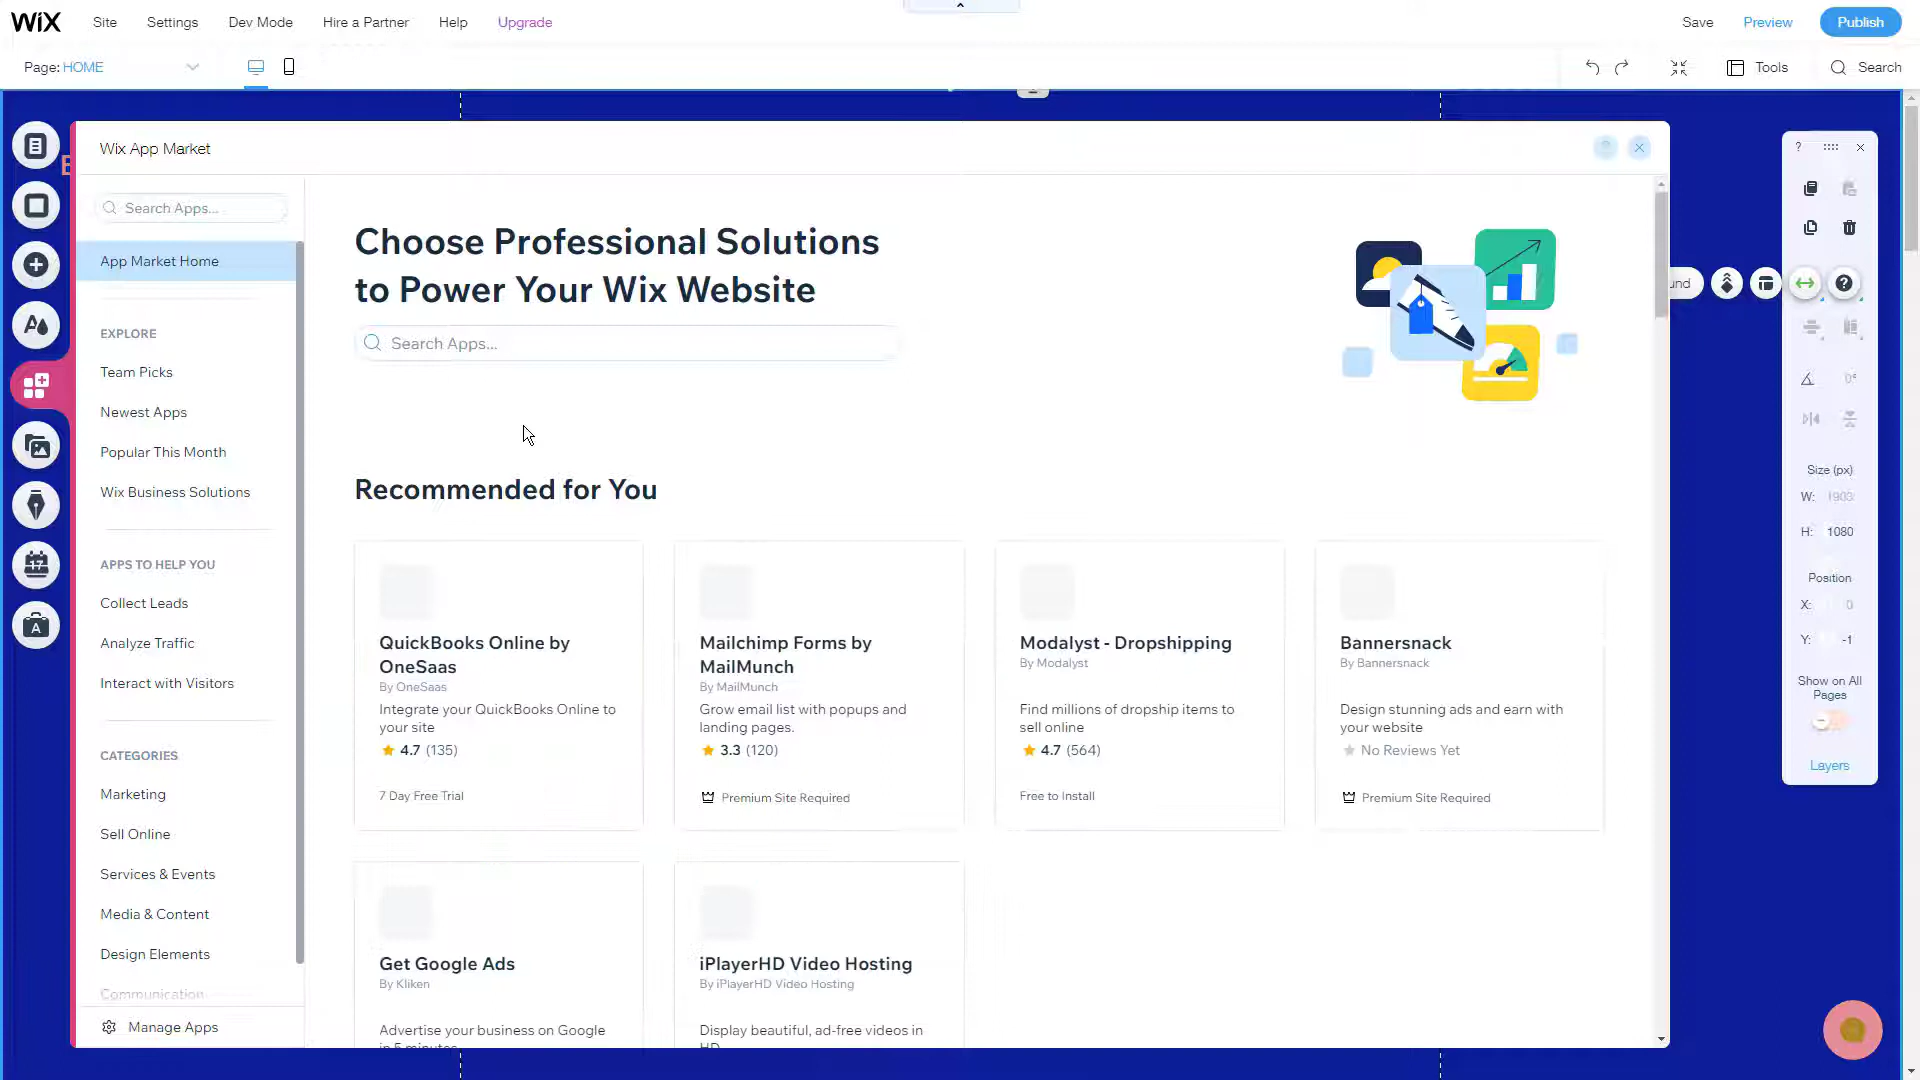 WiX
Site
Settings
Dev Mode
Hire a Partner
Help
Upgrade
Save
Preview
Publish
Page: HOME
Tools
Search
Wix App Market
Search Apps...
App Market Home
EXPLORE
Team Picks
Newest Apps
Popular This Month
Wix Business Solutions
APPS TO HELP YOU
Collect Leads
Analyze Traffic
Interact with Visitors
CATEGORIES
Marketing
Sell Online
Services & Events
Media & Content
Design Elements
Communication
Manage Apps
Choose Professional Solutions
to Power Your Wix Website
Search Apps...
Recommended for You
QuickBooks Online by
OneSaas
By OneSaas
Integrate your QuickBooks Online to
your site
4.7 (135)
7 Day Free Trial
Mailchimp Forms by
MailMunch
By MailMunch
Grow email list with popups and
landing pages.
3.3 (120)
Premium Site Required
Modalyst - Dropshipping
By Modalyst
Find millions of dropship items to
sell online
4.7 (564)
Free to Install
Bannersnack
By Bannersnack
Design stunning ads and earn with
your website
No Reviews Yet
Premium Site Required
Get Google Ads
By Kliken
Advertise your business on Google
in 5 minutes
iPlayerHD Video Hosting
By iPlayerHD Video Hosting
Display beautiful, ad-free videos in
HD
?
und
?
0°
Size (px)
W: 1903
H: 1080
Position
X: 0
Y: -1
Show on All
Pages
Layers
17
A